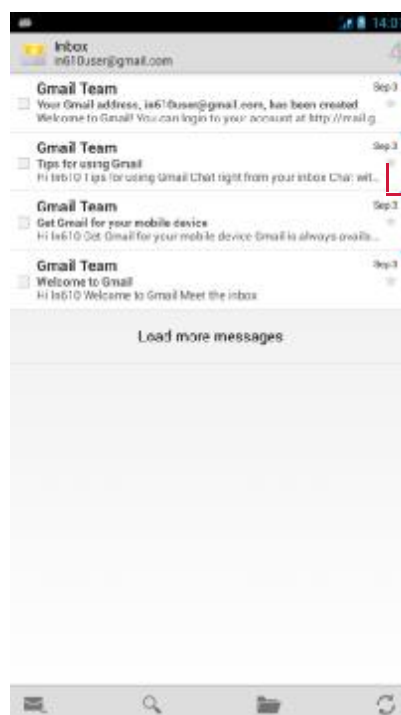 14:0
Inbox
in610user@gmail.com
4
Gmail Team
Sep 3
Your Gmail address, in610user@gmail.com, has been created
Welcome to Gmail! You can login to your account at http://mail.g
Gmail Team
Sep 3
Tips for using Gmail
Hi In610 Tips for using Gmail Chat right from your inbox Chat wit...
Gmail Team
Sep 3
Get Gmail for your mobile device
Hi In610 Get Gmail for your mobile device Gmail is always availa...
Gmail Team
Sep 3
Welcome to Gmail
Hi In610 Welcome to Gmail Meet the inbox
Load more messages